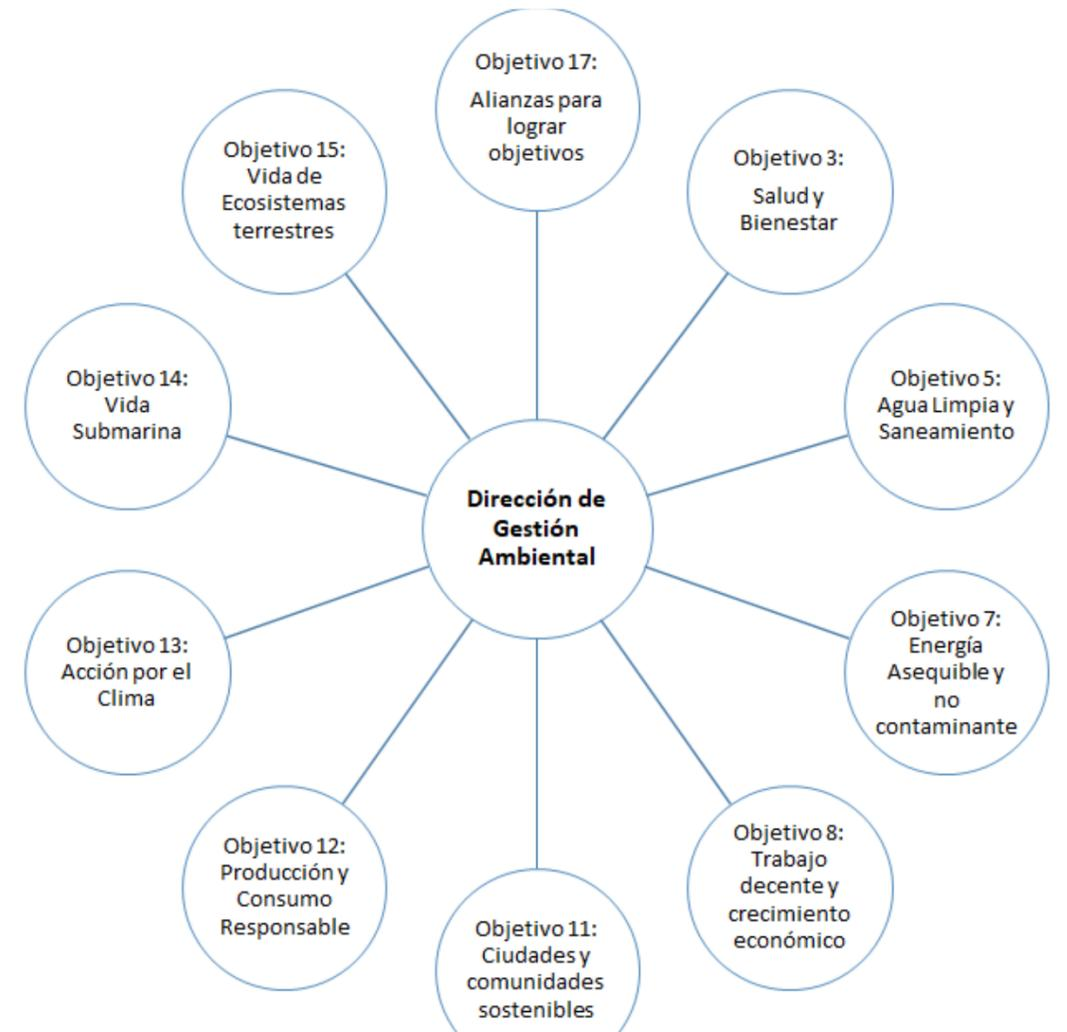 Objetivo 17:
Alianzas para
lograr
objetivos
Objetivo 3:
Salud y
Bienestar
Objetivo 5:
Agua Limpia y
Saneamiento
Objetivo 7:
Energía
Asequible y
no
contaminante
Objetivo 8:
Trabajo
decente y
crecimiento
económico
Objetivo 11:
Ciudades y
comunidades
sostenibles
Objetivo 12:
Producción y
Consumo
Responsable
Objetivo 13:
Acción por el
Clima
Objetivo 14:
Vida
Submarina
Objetivo 15:
Vida de
Ecosistemas
terrestres
Dirección de
Gestión
Ambiental